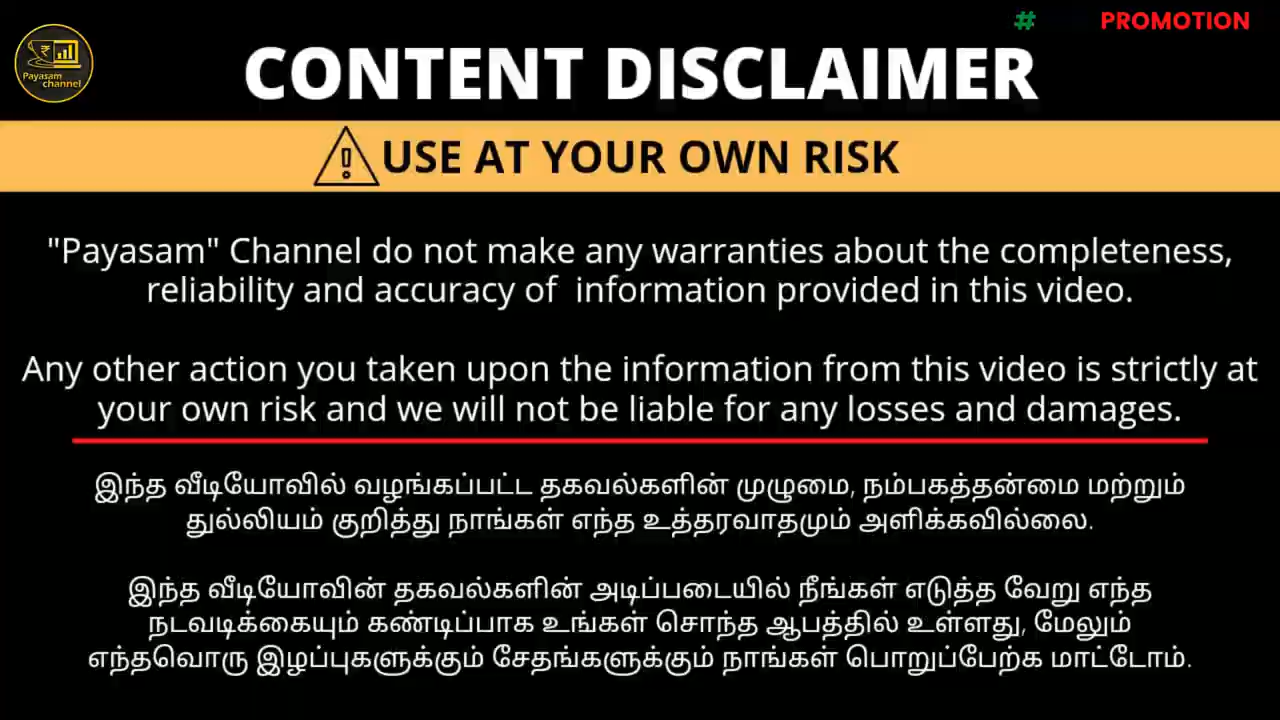 # PROMOTION
Payasam
channel
CONTENT DISCLAIMER
USE AT YOUR OWN RISK
"Payasam" Channel do not make any warranties about the completeness,
reliability and accuracy of information provided in this video.
Any other action you taken upon the information from this video is strictly at
your own risk and we will not be liable for any losses and damages.
இந்த வீடியோவில் வழங்கப்பட்ட தகவல்களின் முழுமை, நம்பகத்தன்மை மற்றும்
துல்லியம் குறித்து நாங்கள் எந்த உத்தரவாதமும் அளிக்கவில்லை.
இந்த வீடியோவின் தகவல்களின் அடிப்படையில் நீங்கள் எடுத்த வேறு எந்த
நடவடிக்கையும் கண்டிப்பாக உங்கள் சொந்த ஆபத்தில் உள்ளது, மேலும்
எந்தவொரு இழப்புகளுக்கும் சேதங்களுக்கும் நாங்கள் பொறுப்பேற்க மாட்டோம்.